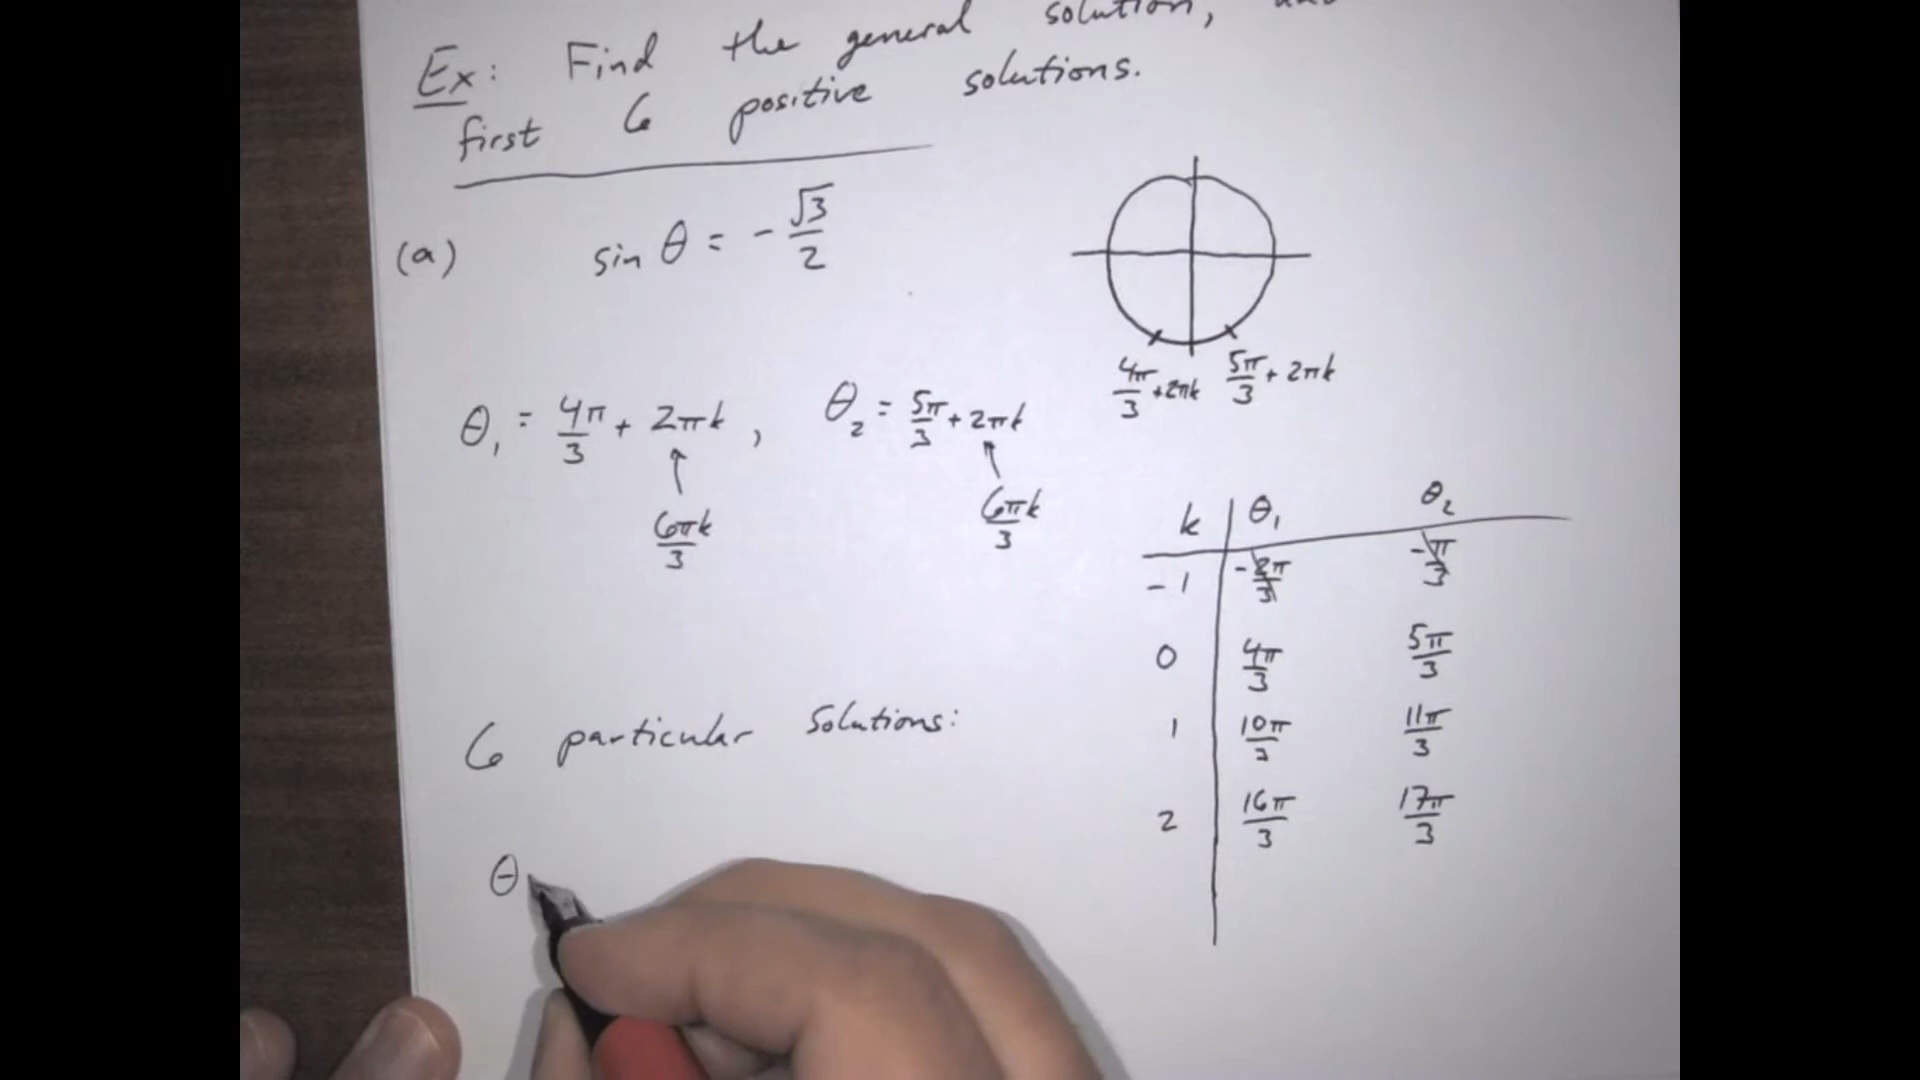 Ex: Find the general solution, and
first 6 positive solutions.
(a) sin θ = - √3/2
4π/3 + 2πk 5π/3 + 2πk
θ₁ = 4π/3 + 2πk, θ₂ = 5π/3 + 2πk
6πk/3 6πk/3
k θ₁ θ₂
-1 -2π/3 -π/3
0 4π/3 5π/3
1 10π/3 11π/3
2 16π/3 17π/3
6 particular solutions:
θ